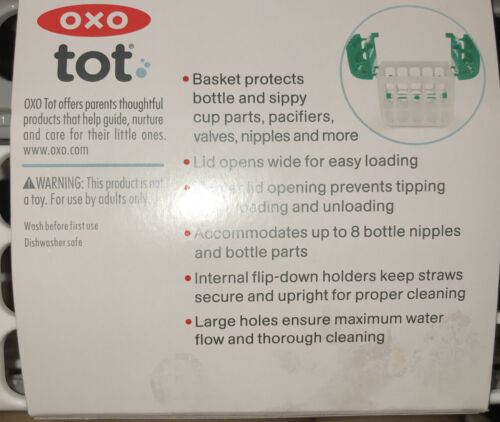 OXO
tot
OXO Tot offers parents thoughtful
products that help guide, nurture
and care for their little ones.
www.oxo.com
WARNING: This product is not
a toy. For use by adults only.
Wash before first use
Dishwasher safe
• Basket protects
bottle and sippy
cup parts, pacifiers,
valves, nipples and more
• Lid opens wide for easy loading
lid opening prevents tipping
and unloading
• Accommodates up to 8 bottle nipples
and bottle parts
• Internal flip-down holders keep straws
secure and upright for proper cleaning
• Large holes ensure maximum water
flow and thorough cleaning